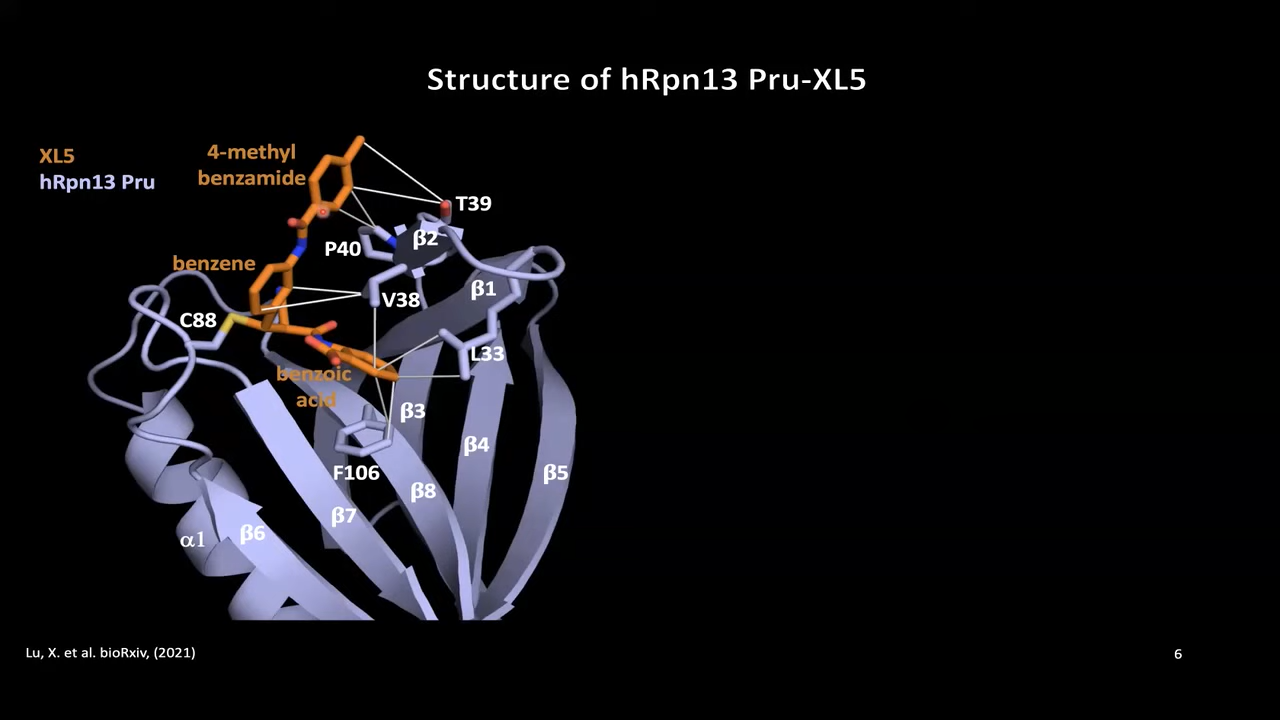 Structure of hRpn13 Pru-XL5
XL5
hRpn13 Pru
4-methyl
benzamide
T39
β2
P40
benzene
β1
V38
C88
L33
benzoic
acid
β3
β4
F106
β5
β8
β7
β6
α1
Lu, X. et al. bioRxiv, (2021)
6